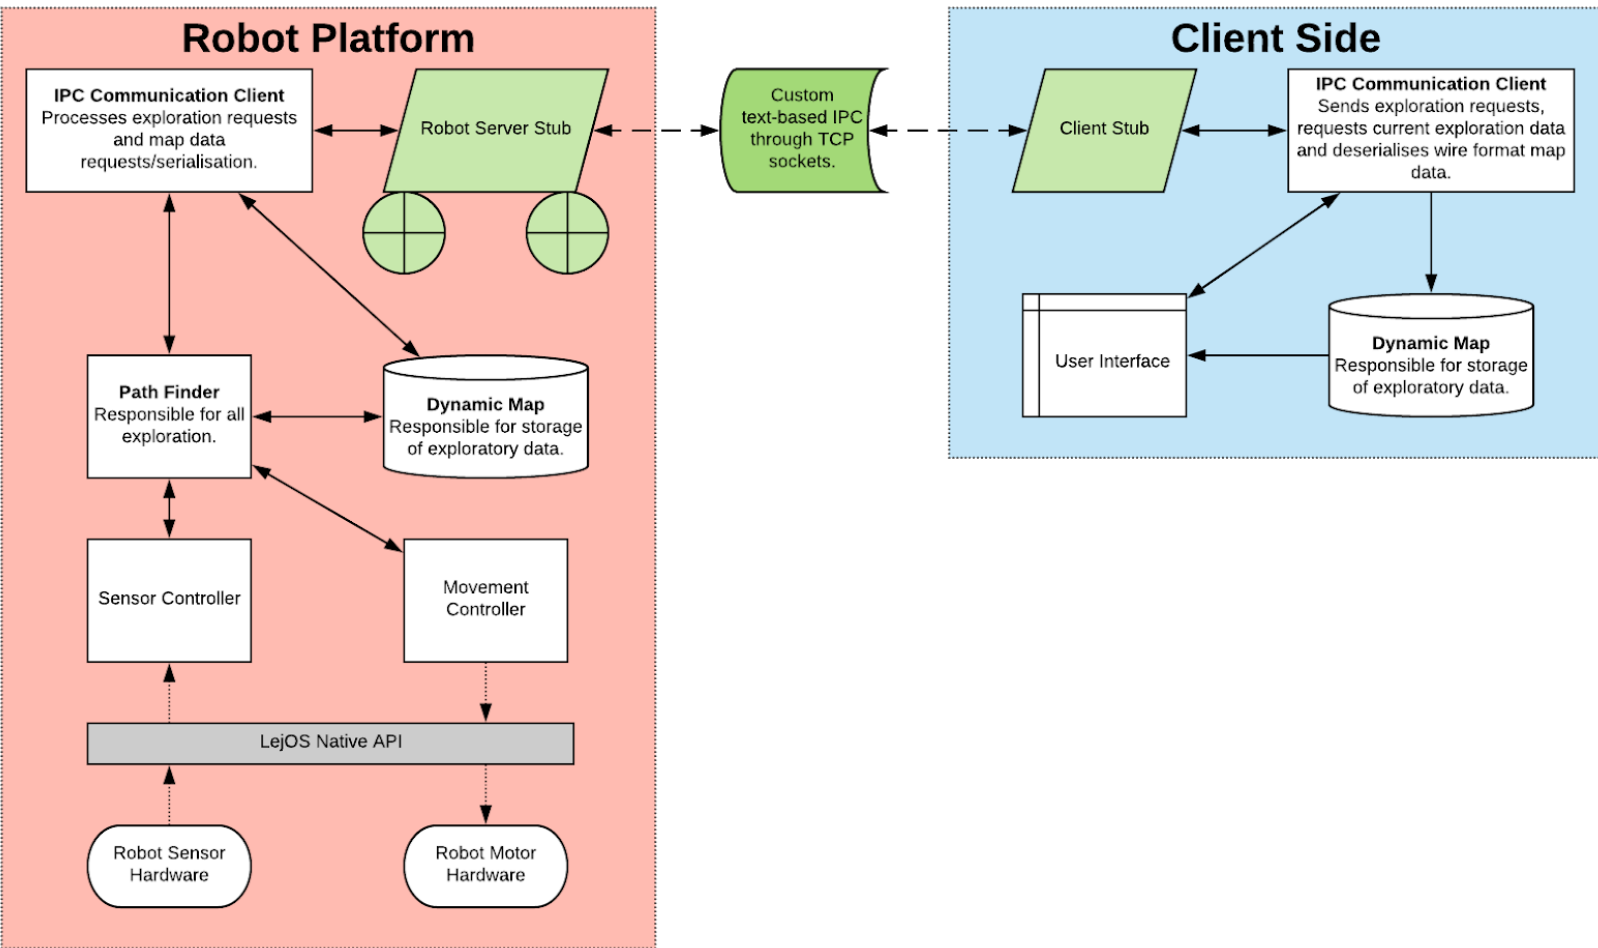 Robot Platform
IPC Communication Client
Processes exploration requests
and map data
requests/serialisation.
Robot Server Stub
Custom
text-based IPC
through TCP
sockets.
Client Side
Client Stub
IPC Communication Client
Sends exploration requests,
requests current exploration data
and deserialises wire format map
data.
Path Finder
Responsible for all
exploration.
Dynamic Map
Responsible for storage
of exploratory data.
User Interface
Dynamic Map
Responsible for storage
of exploratory data.
Sensor Controller
Movement
Controller
LejOS Native API
Robot Sensor
Hardware
Robot Motor
Hardware